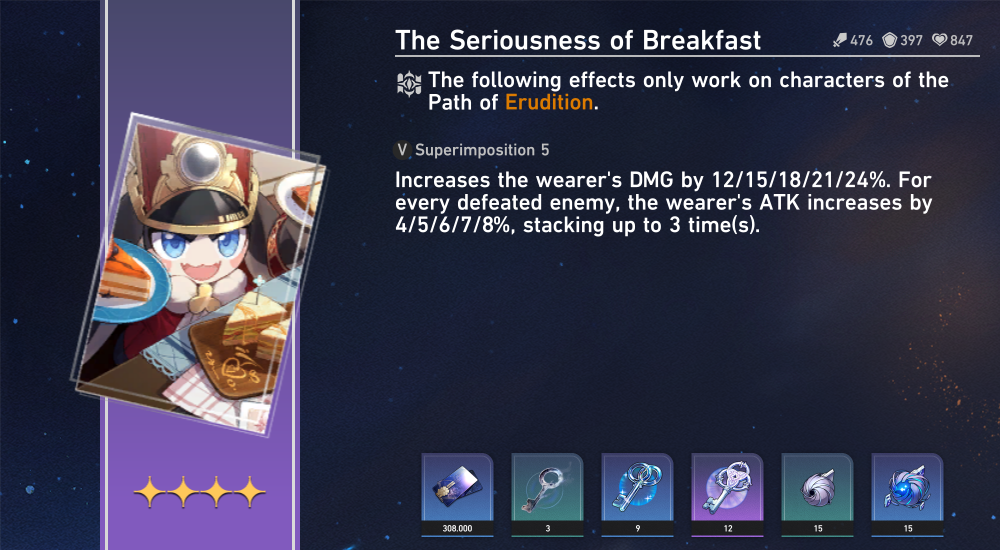 The Seriousness of Breakfast
476 397 847
The following effects only work on characters of the
Path of Erudition.
V Superimposition 5
Increases the wearer's DMG by 12/15/18/21/24%. For
every defeated enemy, the wearer's ATK increases by
4/5/6/7/8%, stacking up to 3 time(s).
308.000 3 9 12 15 15